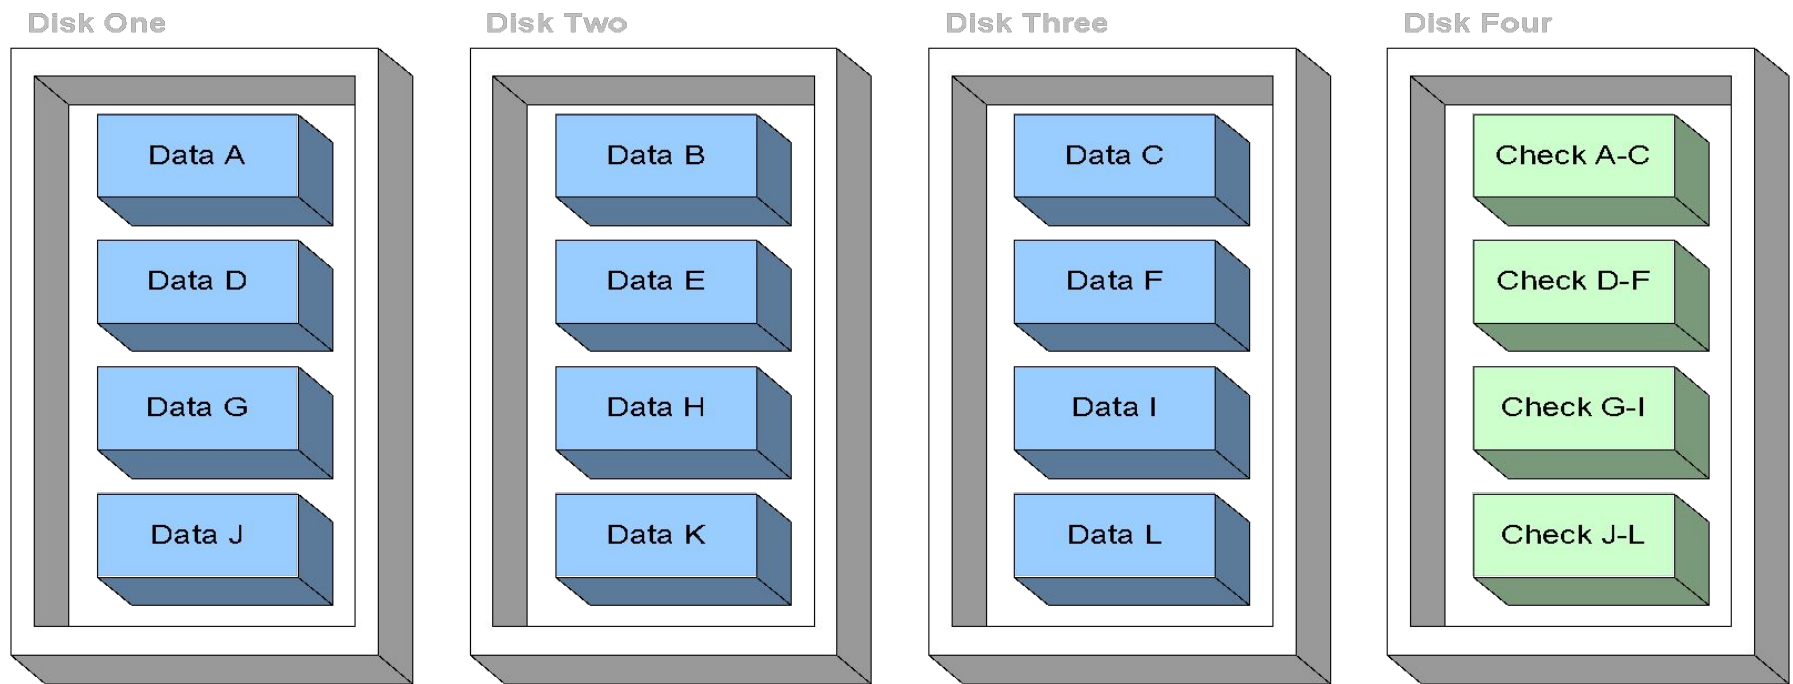 Disk One
Disk Two
Disk Three
Disk Four
Data A
Data B
Data C
Check A-C
Data D
Data E
Data F
Check D-F
Data G
Data H
Data I
Check G-I
Data J
Data K
Data L
Check J-L